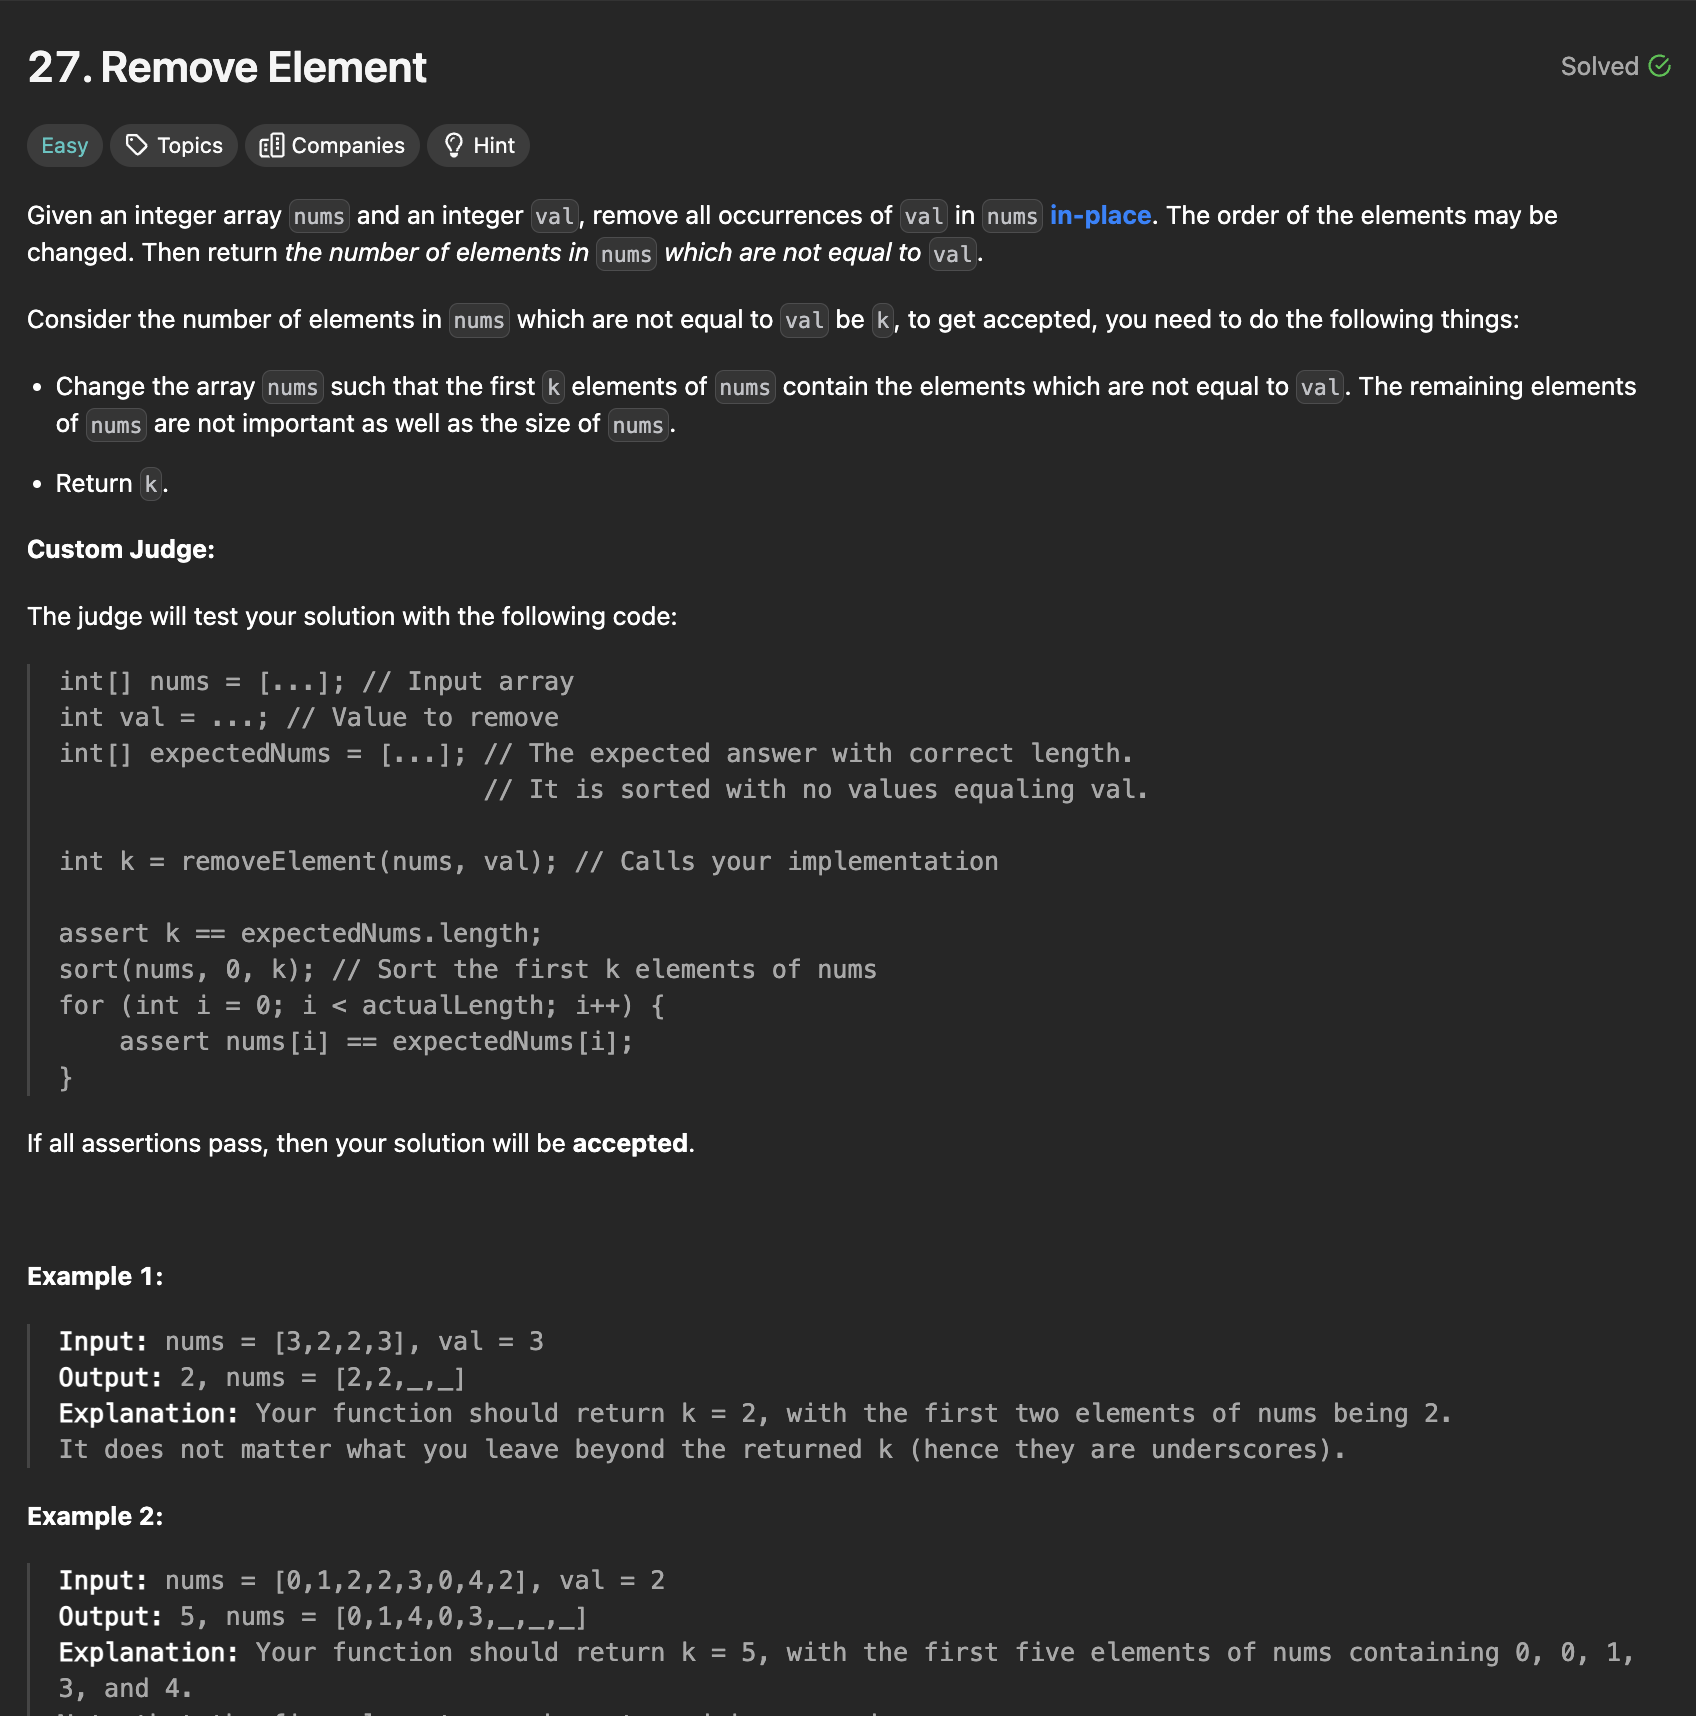 27. Remove Element
Solved
Easy
Topics
Companies
Hint
Given an integer array nums and an integer val, remove all occurrences of val in nums in-place. The order of the elements may be
changed. Then return the number of elements in nums which are not equal to val.
Consider the number of elements in nums which are not equal to val be k, to get accepted, you need to do the following things:
• Change the array nums such that the first k elements of nums contain the elements which are not equal to val. The remaining elements
of nums are not important as well as the size of nums.
• Return k.
Custom Judge:
The judge will test your solution with the following code:
int[] nums = [...]; // Input array
int val = ...; // Value to remove
int[] expectedNums = [...]; // The expected answer with correct length.
// It is sorted with no values equaling val.
int k = removeElement(nums, val); // Calls your implementation
assert k == expectedNums.length;
sort(nums, 0, k); // Sort the first k elements of nums
for (int i = 0; i < actualLength; i++) {
assert nums[i] == expectedNums[i];
}
If all assertions pass, then your solution will be accepted.
Example 1:
Input: nums = [3,2,2,3], val = 3
Output: 2, nums = [2,2,_,_]
Explanation: Your function should return k = 2, with the first two elements of nums being 2.
It does not matter what you leave beyond the returned k (hence they are underscores).
Example 2:
Input: nums = [0,1,2,2,3,0,4,2], val = 2
Output: 5, nums = [0,1,4,0,3,_,_,_]
Explanation: Your function should return k = 5, with the first five elements of nums containing 0, 0, 1,
3, and 4.